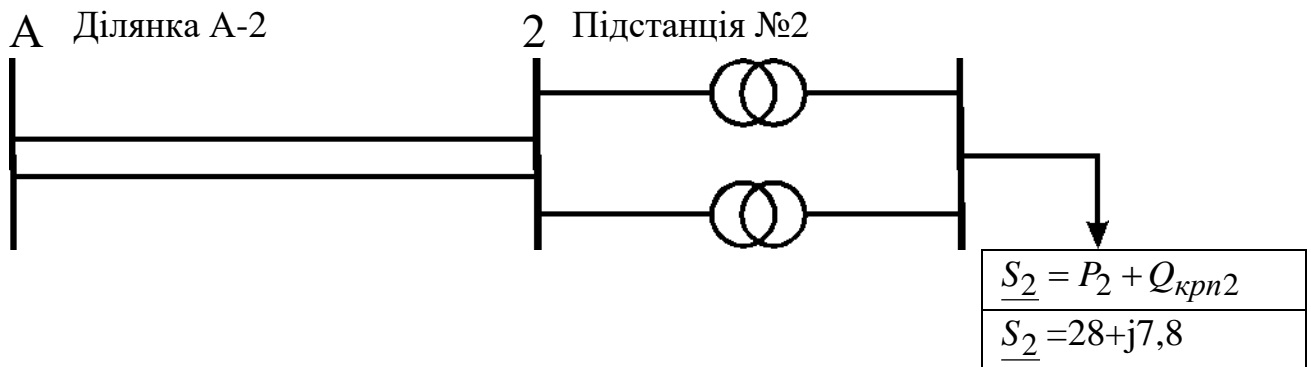 А Ділянка А-2 2 Підстанція №2
S2 = P2 + Qкрп2
S2 =28+j7,8